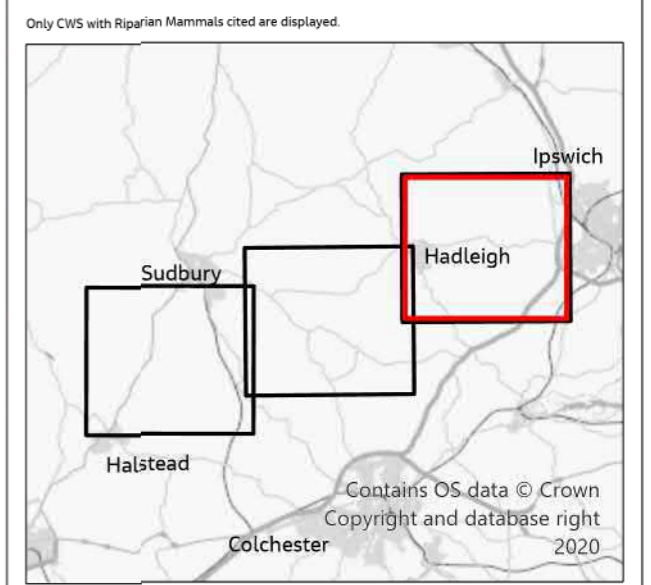 Only CWS with Riparian Mammals cited are displayed.
Ipswich
Hadleigh
Sudbury
Halstead
Contains OS data © Crown
Copyright and database right
2020
Colchester